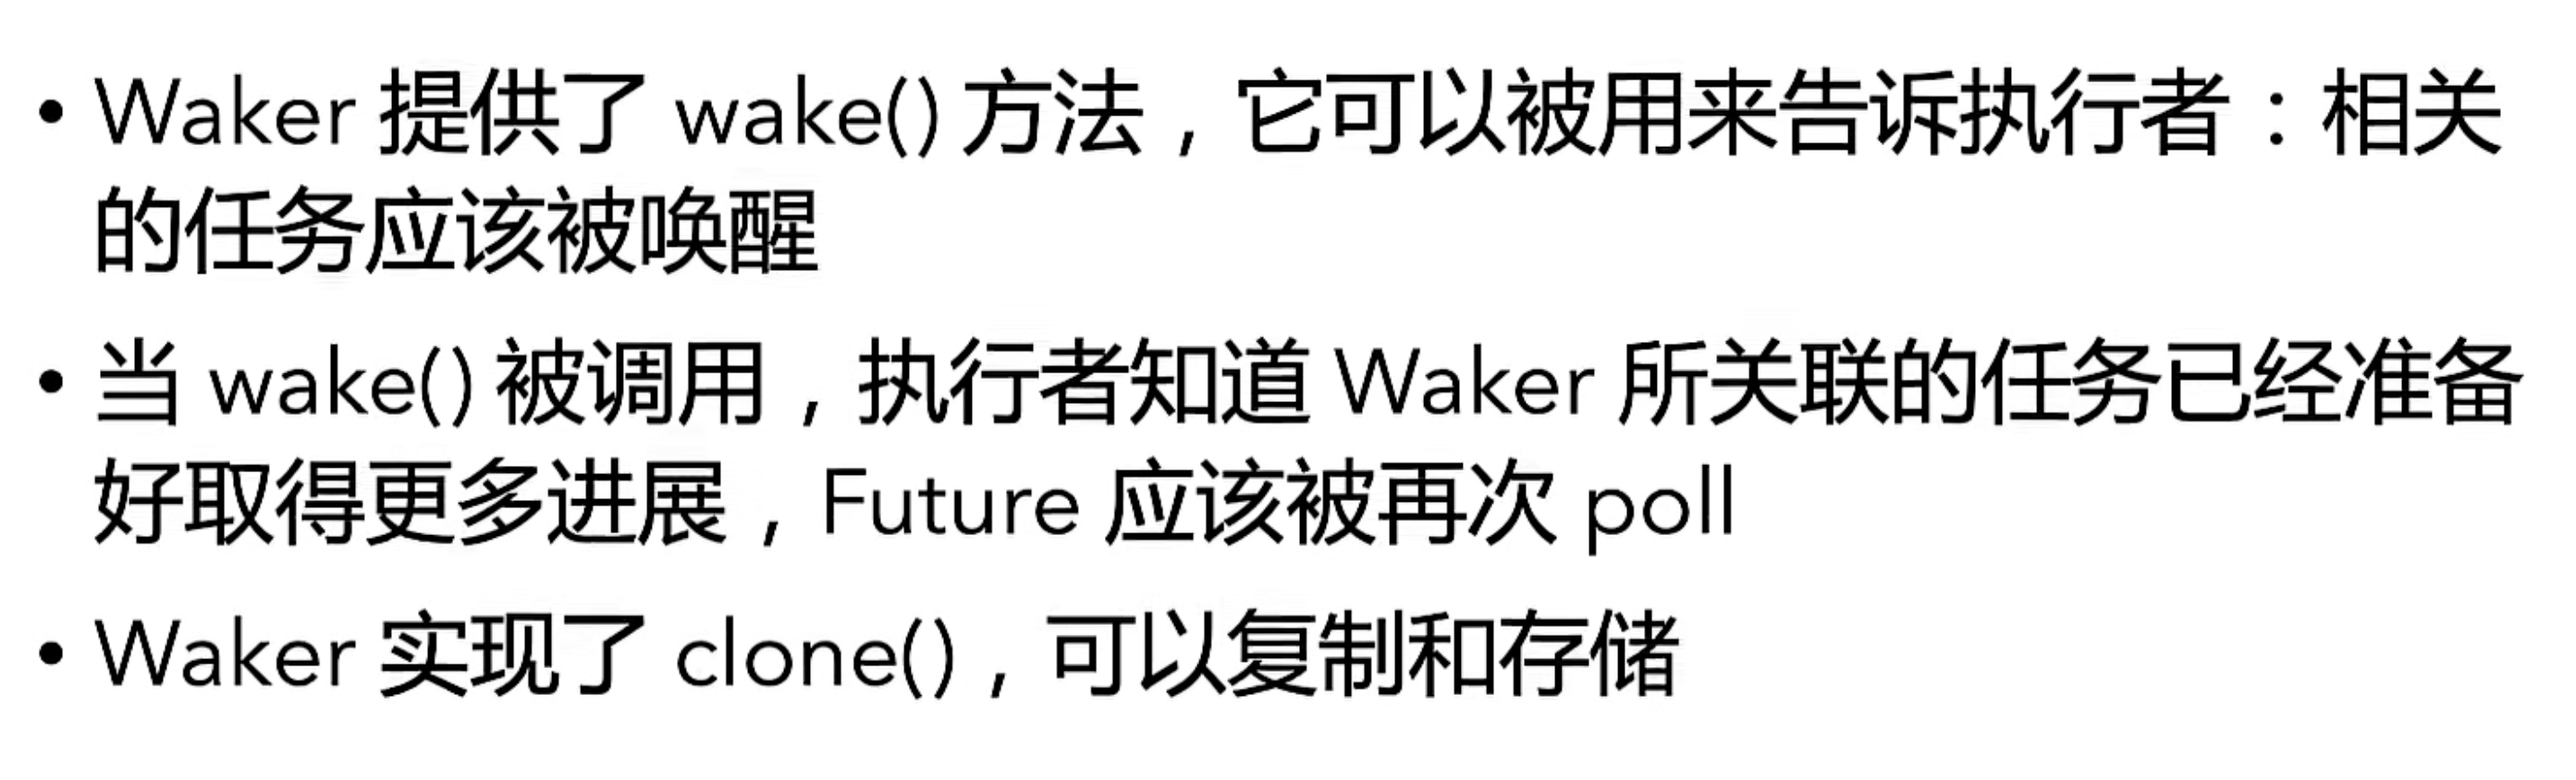 • Waker 提供了 wake() 方法，它可以被用来告诉执行者：相关
的任务应该被唤醒
• 当 wake() 被调用，执行者知道 Waker 所关联的任务已经准备
好取得更多进展，Future 应该被再次 poll
• Waker 实现了 clone()，可以复制和存储